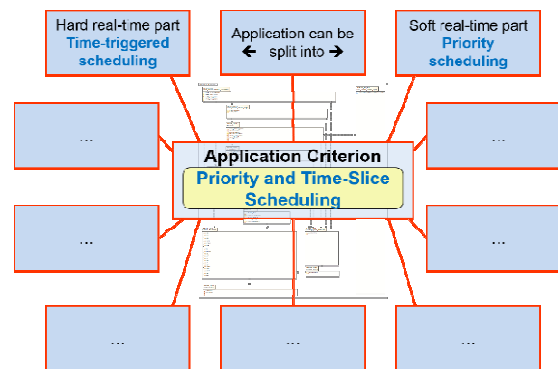 Hard real-time part
Time-triggered
scheduling
Application can be
← split into →
Soft real-time part
Priority
scheduling
...
...
Application Criterion
Priority and Time-Slice
Scheduling
...
...
...
...
...